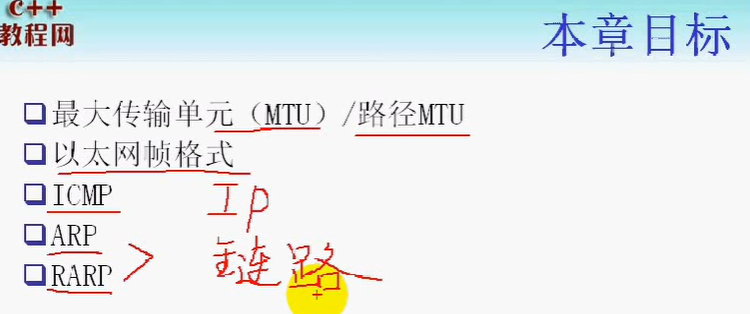 c++
教程网
本章目标
最大传输单元（MTU）/路径MTU
以太网帧格式
ICMP IP
ARP
RARP
链路